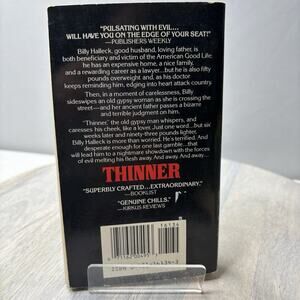 "PULSATING WITH EVIL...
WILL HAVE YOU ON THE EDGE OF YOUR SEAT!"
—PUBLISHERS WEEKLY
Billy Halleck, good husband, loving father, is
both beneficiary and victim of the American Good Life:
he has an expensive home, a nice family,
and a rewarding career as a lawyer...but he is also fifty
pounds overweight and, as his doctor
keeps reminding him, edging into heart attack country.
Then, in a moment of carelessness, Billy
sideswipes an old gypsy woman as she is crossing the
street—and her ancient father passes a bizarre
and terrible judgment on him.
"Thinner," the old gypsy man whispers, and
caresses his cheek, like a lover. Just one word...but six
weeks later and ninety-three pounds lighter,
Billy Halleck is more than worried. He's terrified. And
desperate enough for one last gamble...that
will lead him to a nightmare showdown with the forces
of evil melting his flesh away. And away. And away...
THINNER
"SUPERBLY CRAFTED...EXTRAORDINARY."
—BOOKLIST
"GENUINE CHILLS."
—KIRKUS REVIEWS
16134
ISBN